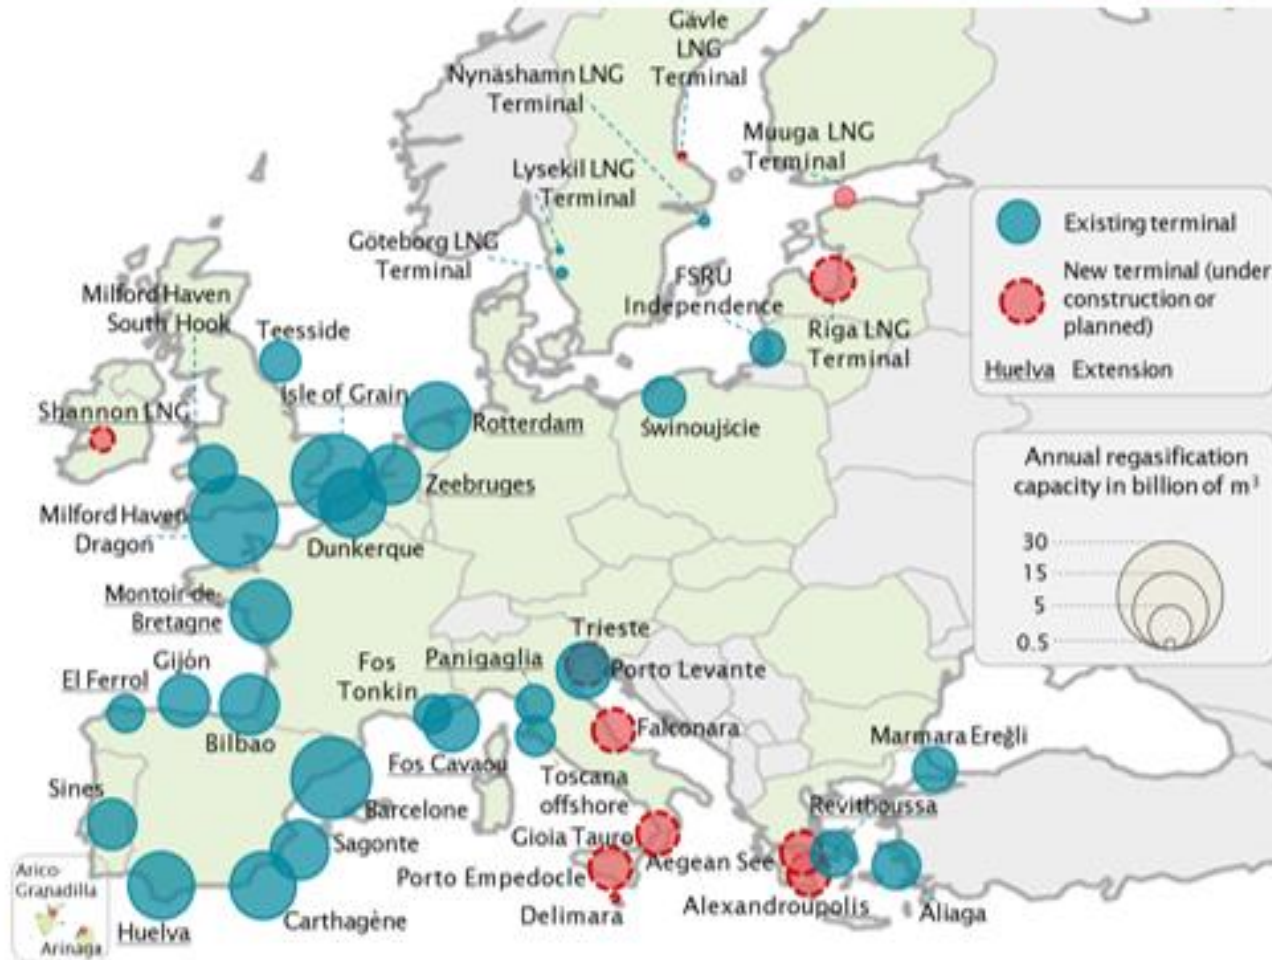 Gävle
LNG
Terminal
Nynäshamn LNG
Terminal
Muuga LNG
Terminal
Lysekil LNG
Terminal
Göteborg LNG
Terminal
FSRU
Independence
Riga LNG
Terminal
Milford Haven
South Hook
Teesside
Isle of Grain
Shannon LNG
Rotterdam
Świnoujście
Zeebruges
Milford Haven
Dragon
Dunkerque
Montoir-de-
Bretagne
Gijón
El Ferrol
Bilbao
Fos
Tonkin
Panigaglia
Trieste
Porto Levante
Falconara
Fos Cavaou
Toscana
offshore
Marmara Ereğli
Sines
Barcelone
Revithoussa
Sagonte
Gioia Tauro
Aegean See
Porto Empedocle
Delimara
Alexandroupolis
Aliaga
Carthagène
Huelva
Arico-
Granadilla
Arinaga
Existing terminal
New terminal (under
construction or
planned)
Huelva Extension
Annual regasification
capacity in billion of m³
30
15
5
0.5